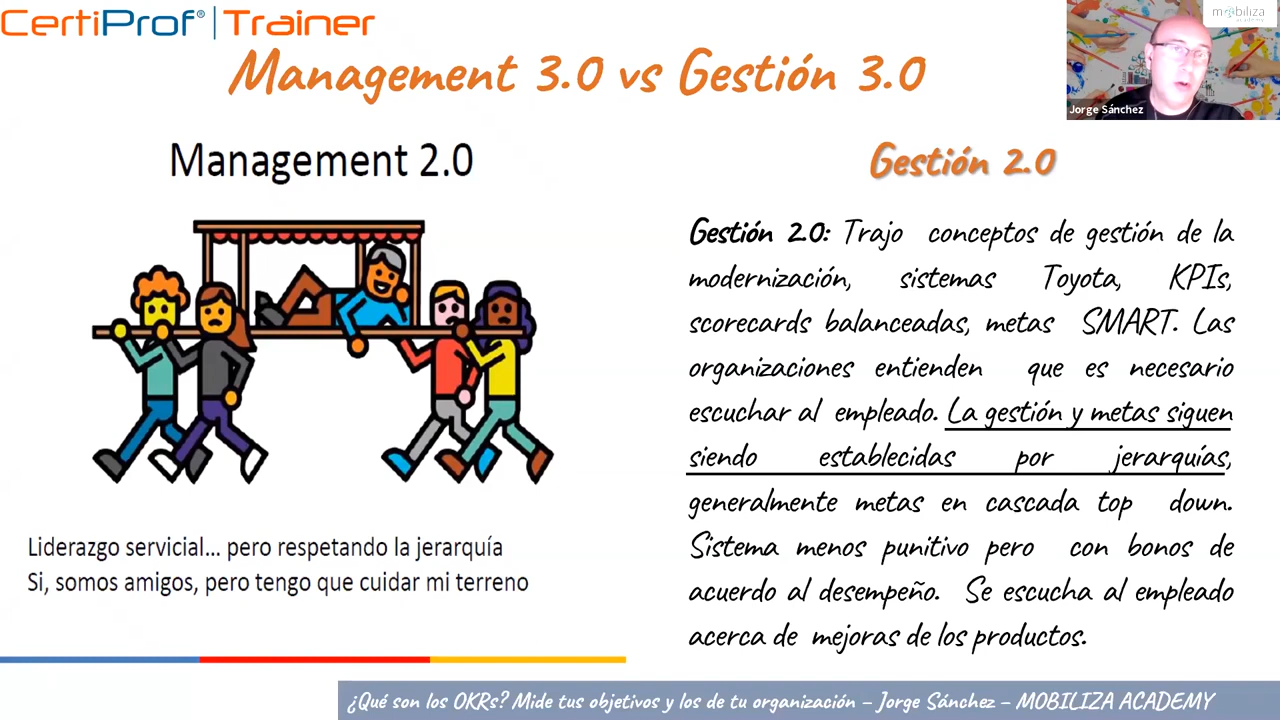 CertiProf® | Trainer
mobiliza
academy
Jorge Sánchez
Management 3.0 vs Gestión 3.0
Management 2.0
Liderazgo servicial... pero respetando la jerarquía
Si, somos amigos, pero tengo que cuidar mi terreno
Gestión 2.0
Gestión 2.0: Trajo conceptos de gestión de la
modernización, sistemas Toyota, KPIs,
scorecards balanceadas, metas SMART. Las
organizaciones entienden que es necesario
escuchar al empleado. La gestión y metas siguen
siendo establecidas por jerarquías,
generalmente metas en cascada top down.
Sistema menos punitivo pero con bonos de
acuerdo al desempeño. Se escucha al empleado
acerca de mejoras de los productos.
¿Qué son los OKRs? Mide tus objetivos y los de tu organización – Jorge Sánchez – MOBILIZA ACADEMY